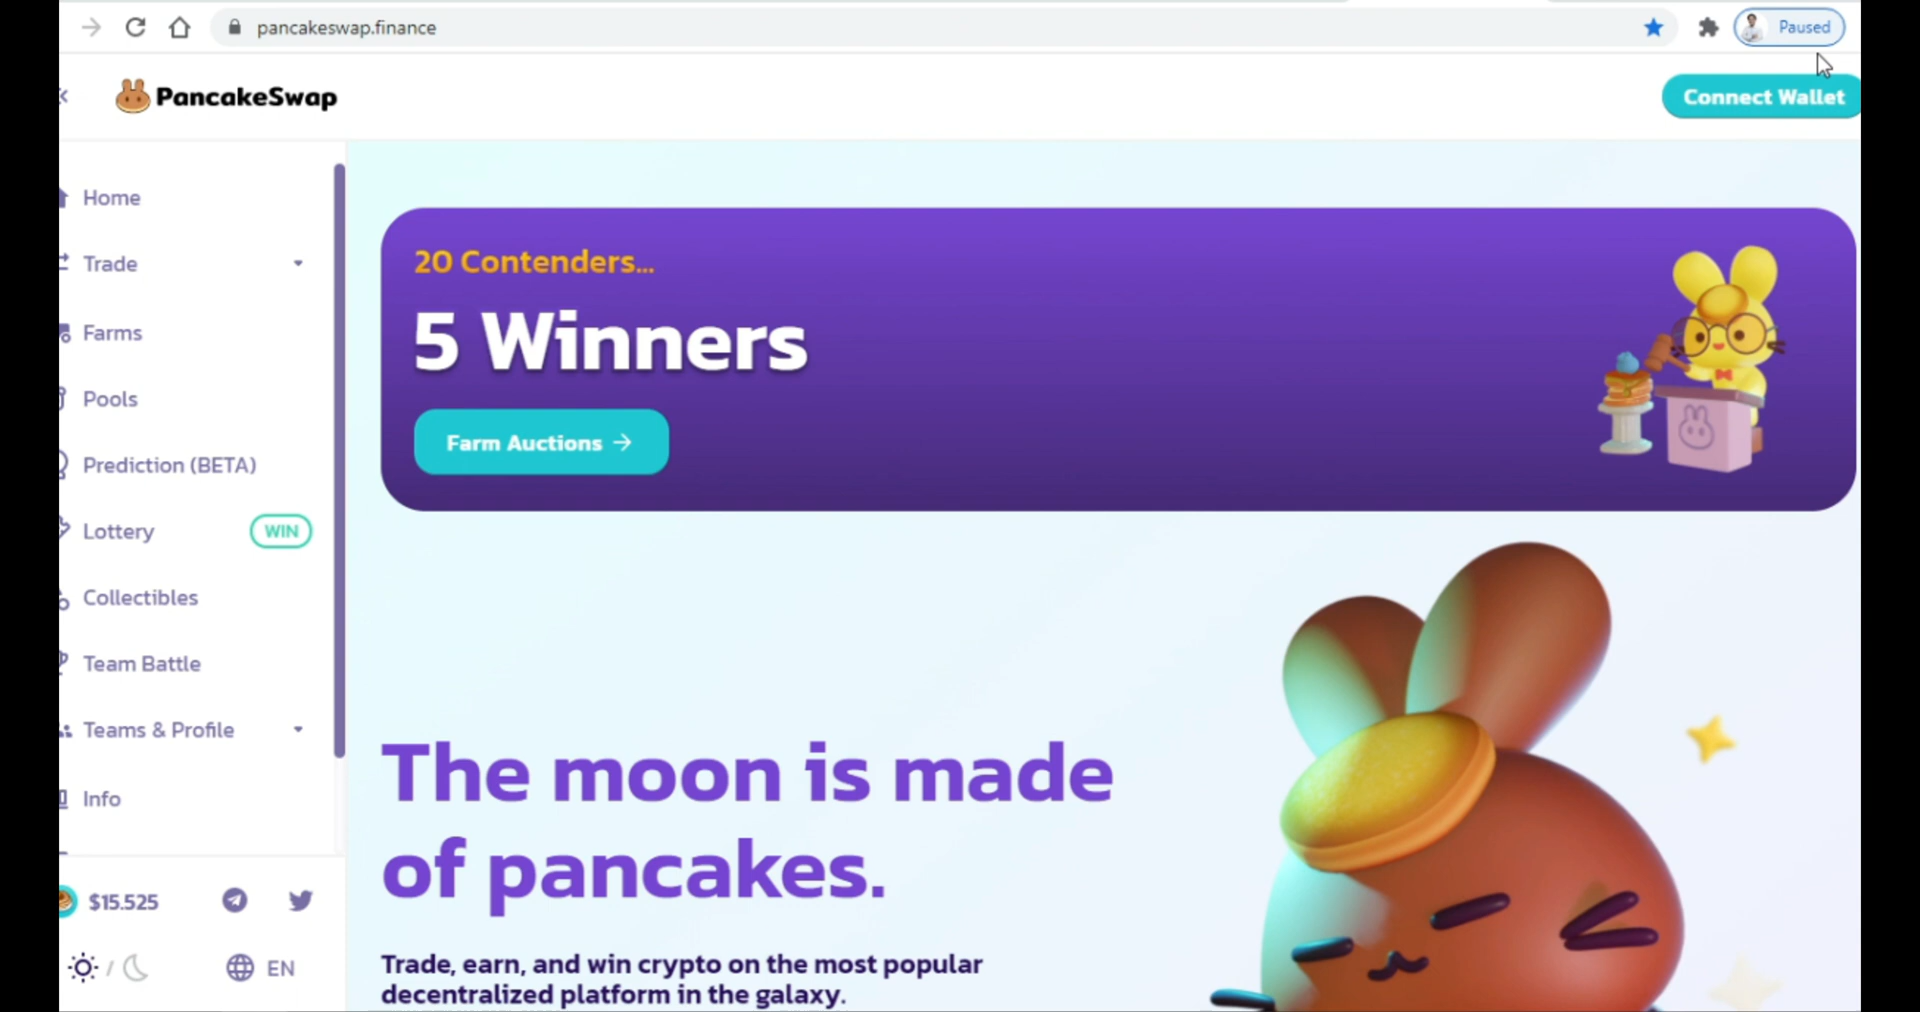 pancakeswap.finance
Paused
PancakeSwap
Connect Wallet
Home
Trade
Farms
Pools
Prediction (BETA)
Lottery
WIN
Collectibles
Team Battle
Teams & Profile
Info
$15.525
/
EN
20 Contenders...
5 Winners
Farm Auctions →
The moon is made
of pancakes.
Trade, earn, and win crypto on the most popular
decentralized platform in the galaxy.